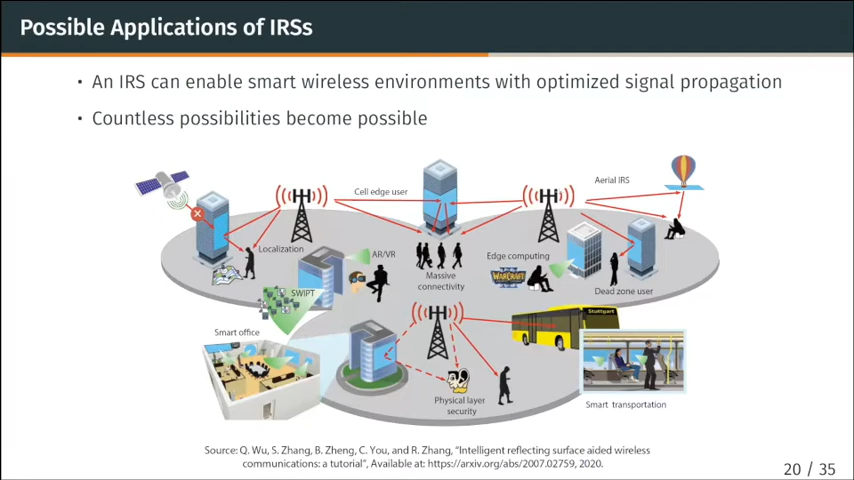 Possible Applications of IRSs
• An IRS can enable smart wireless environments with optimized signal propagation
• Countless possibilities become possible
Cell edge user
Aerial IRS
Localization
AR/VR
Massive
connectivity
Edge computing
WARCRAFT
Dead zone user
SWIPT
Stuttgart
Smart office
Physical layer
security
Smart transportation
Source: Q. Wu, S. Zhang, B. Zheng, C. You, and R. Zhang, "Intelligent reflecting surface aided wireless
communications: a tutorial", Available at: https://arxiv.org/abs/2007.02759, 2020.
20 / 35